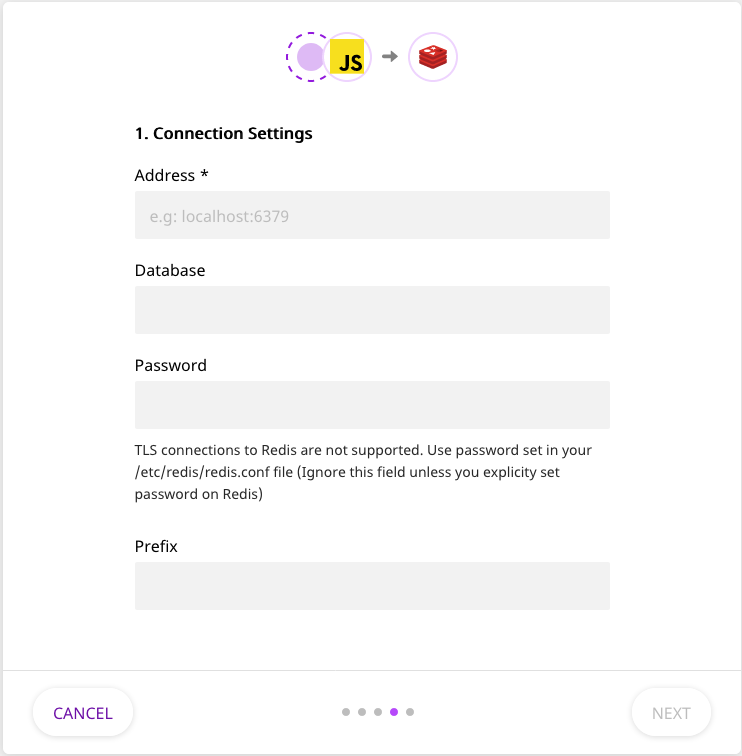 JS
1. Connection Settings
Address *
e.g: localhost:6379
Database
Password
TLS connections to Redis are not supported. Use password set in your
/etc/redis/redis.conf file (Ignore this field unless you explicity set
password on Redis)
Prefix
CANCEL
NEXT